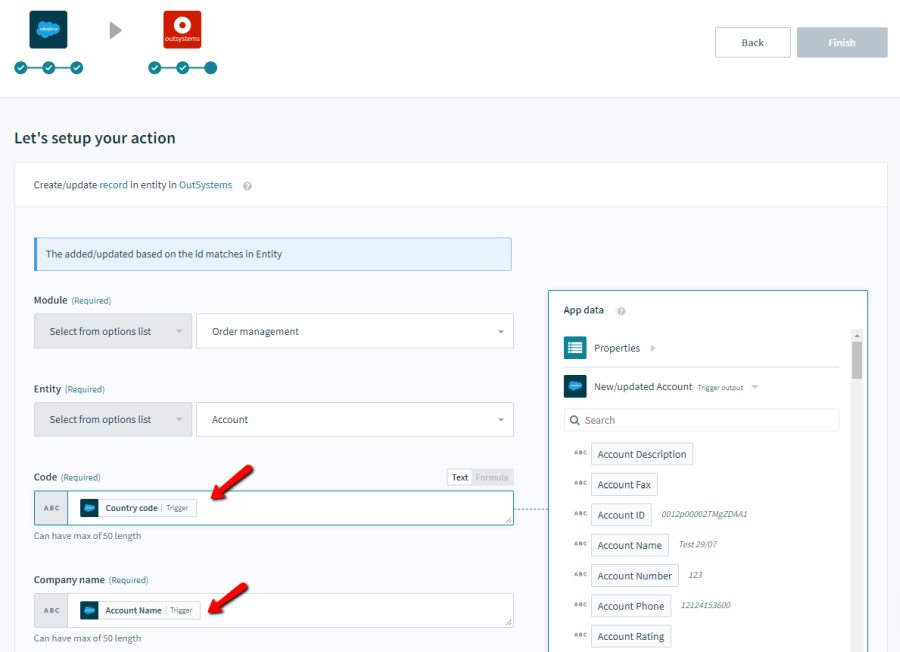 salesforce
outsystems
Back
Finish
Let's setup your action
Create/update record in entity in OutSystems ?
The added/updated based on the id matches in Entity
Module (Required)
Select from options list
Order management
Entity (Required)
Select from options list
Account
Code (Required)
Text Formula
ABC Country code | Trigger
Can have max of 50 length
Company name (Required)
ABC Account Name | Trigger
Can have max of 50 length
App data ?
Properties
New/updated Account Trigger output
Search
ABC Account Description
ABC Account Fax
ABC Account ID 0012p00002TMgZDAA1
ABC Account Name Test 29/07
ABC Account Number 123
ABC Account Phone 12124153600
ABC Account Rating